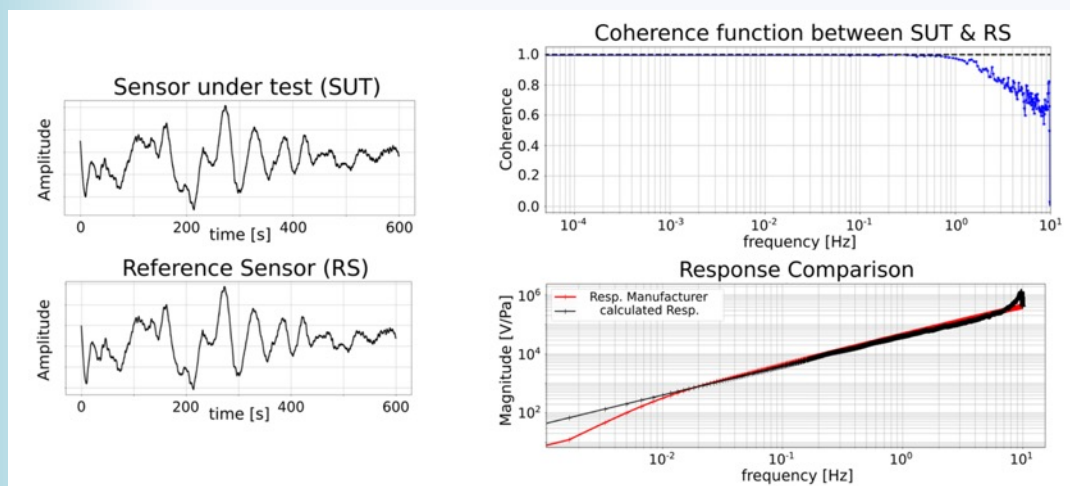 Sensor under test (SUT)
Amplitude
0 200 400 600
time [s]
Reference Sensor (RS)
Amplitude
0 200 400 600
time [s]
Coherence function between SUT & RS
Coherence
1.0
0.8
0.6
0.4
0.2
0.0
10⁻⁴ 10⁻³ 10⁻² 10⁻¹ 10⁰ 10¹
frequency [Hz]
Response Comparison
Magnitude [V/Pa]
10⁶
10⁴
10²
Resp. Manufacturer
calculated Resp.
10⁻² 10⁻¹ 10⁰ 10¹
frequency [Hz]